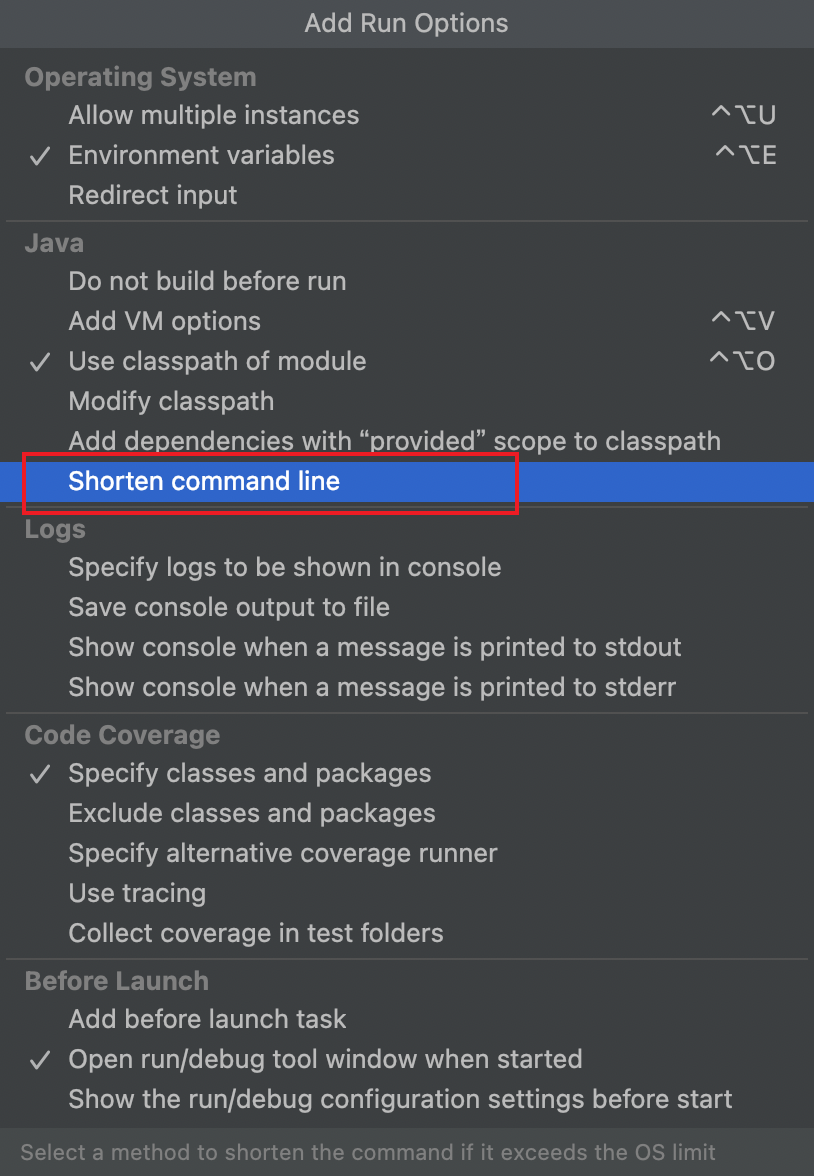 Add Run Options
Operating System
Allow multiple instances ⌃⌥U
✓ Environment variables ⌃⌥E
Redirect input
Java
Do not build before run
Add VM options ⌃⌥V
✓ Use classpath of module ⌃⌥O
Modify classpath
Add dependencies with “provided” scope to classpath
Shorten command line
Logs
Specify logs to be shown in console
Save console output to file
Show console when a message is printed to stdout
Show console when a message is printed to stderr
Code Coverage
✓ Specify classes and packages
Exclude classes and packages
Specify alternative coverage runner
Use tracing
Collect coverage in test folders
Before Launch
Add before launch task
✓ Open run/debug tool window when started
Show the run/debug configuration settings before start
Select a method to shorten the command if it exceeds the OS limit